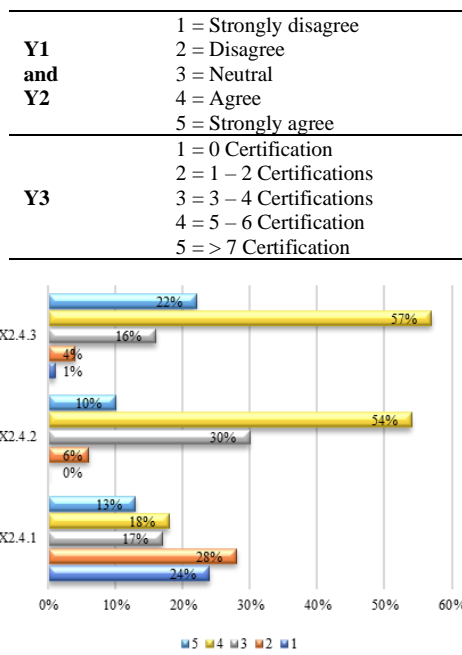 1 = Strongly disagree
Y1 2 = Disagree
and 3 = Neutral
Y2 4 = Agree
5 = Strongly agree
1 = 0 Certification
2 = 1 – 2 Certifications
Y3 3 = 3 – 4 Certifications
4 = 5 – 6 Certification
5 = > 7 Certification
22%
57%
X2.4.3 16%
4%
1%
10%
54%
X2.4.2 30%
6%
0%
13%
18%
X2.4.1 17%
28%
24%
0% 10% 20% 30% 40% 50% 60%
5 4 3 2 1